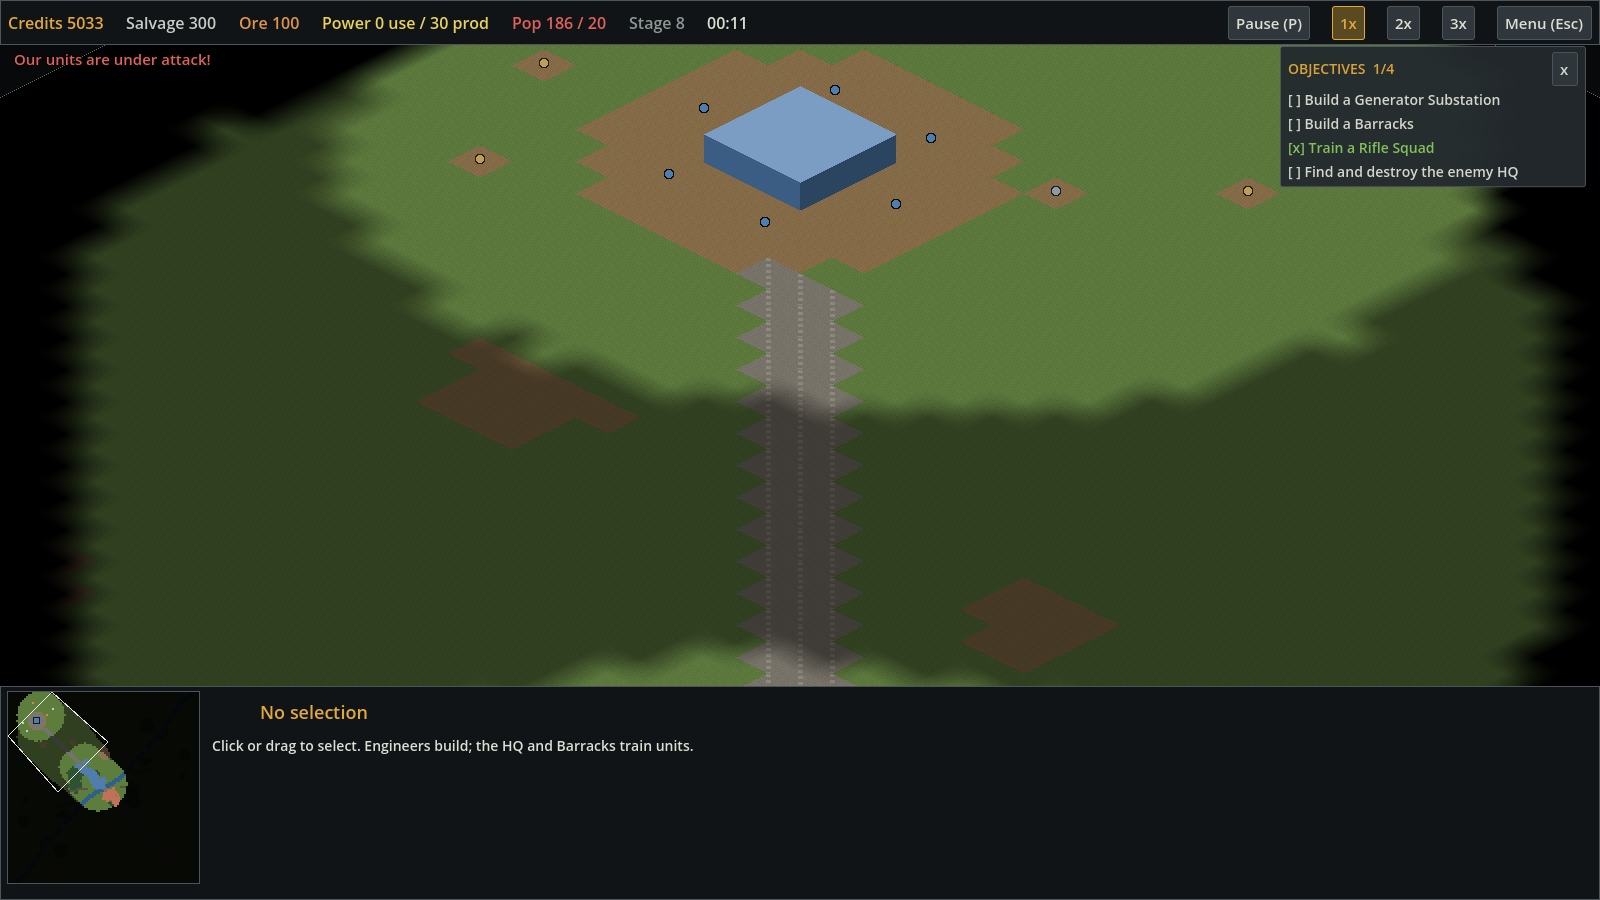 Credits 5033 Salvage 300 Ore 100 Power 0 use / 30 prod Pop 186 / 20 Stage 8 00:11 Pause (P) 1x 2x 3x Menu (Esc)
Our units are under attack!
OBJECTIVES 1/4 x
[ ] Build a Generator Substation
[ ] Build a Barracks
[x] Train a Rifle Squad
[ ] Find and destroy the enemy HQ
No selection
Click or drag to select. Engineers build; the HQ and Barracks train units.